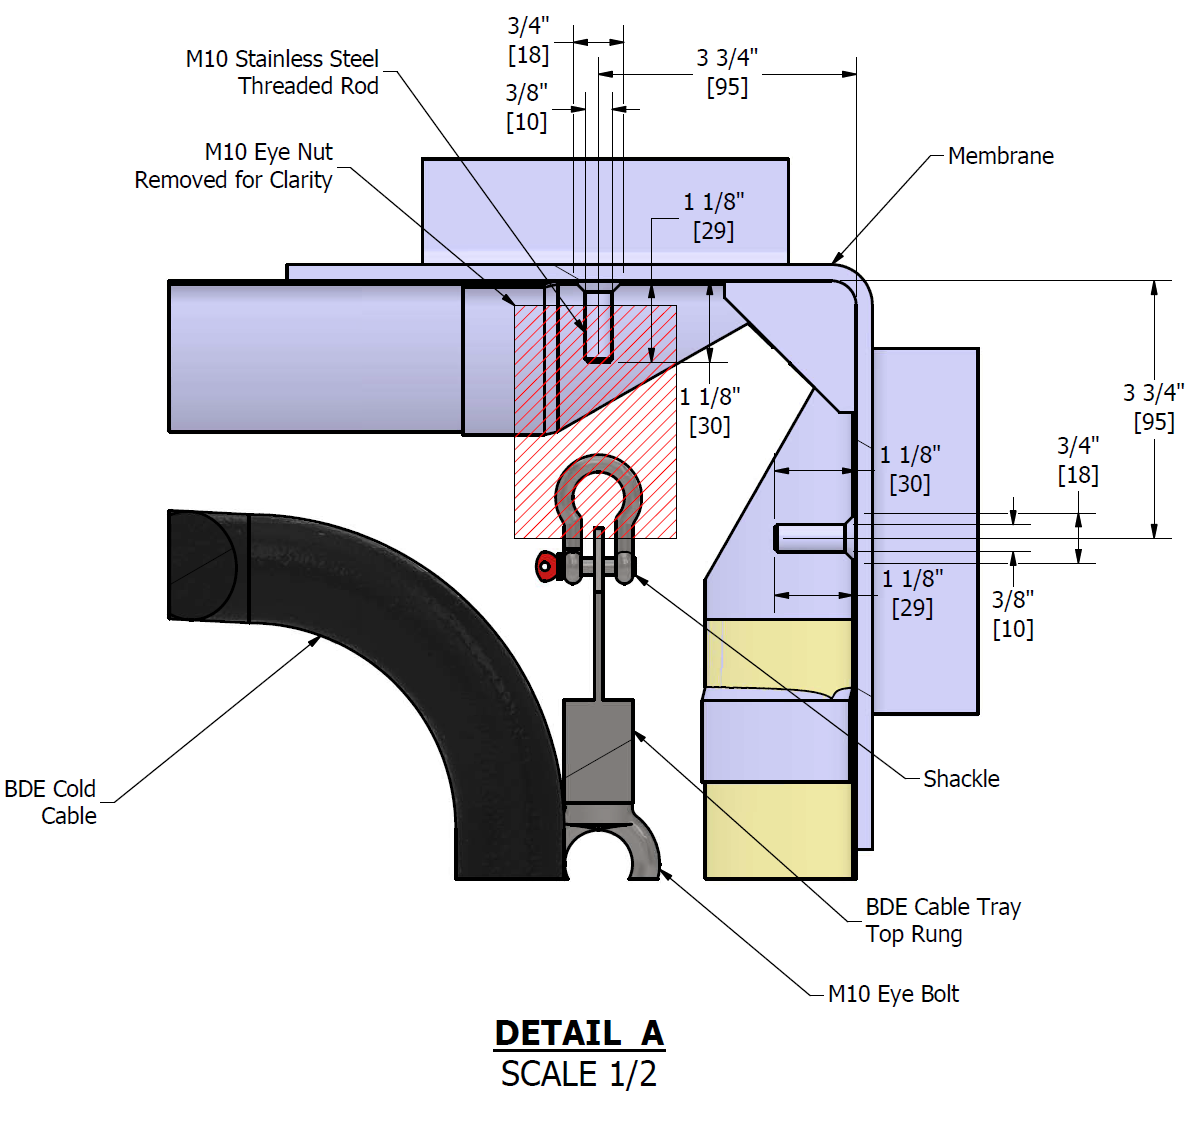 3/4"
[18]
3 3/4"
[95]
M10 Stainless Steel
Threaded Rod
3/8"
[10]
M10 Eye Nut
Removed for Clarity
Membrane
1 1/8"
[29]
1 1/8"
[30]
3 3/4"
[95]
3/4"
[18]
1 1/8"
[30]
1 1/8"
[29]
3/8"
[10]
BDE Cold
Cable
Shackle
BDE Cable Tray
Top Rung
M10 Eye Bolt
DETAIL A
SCALE 1/2